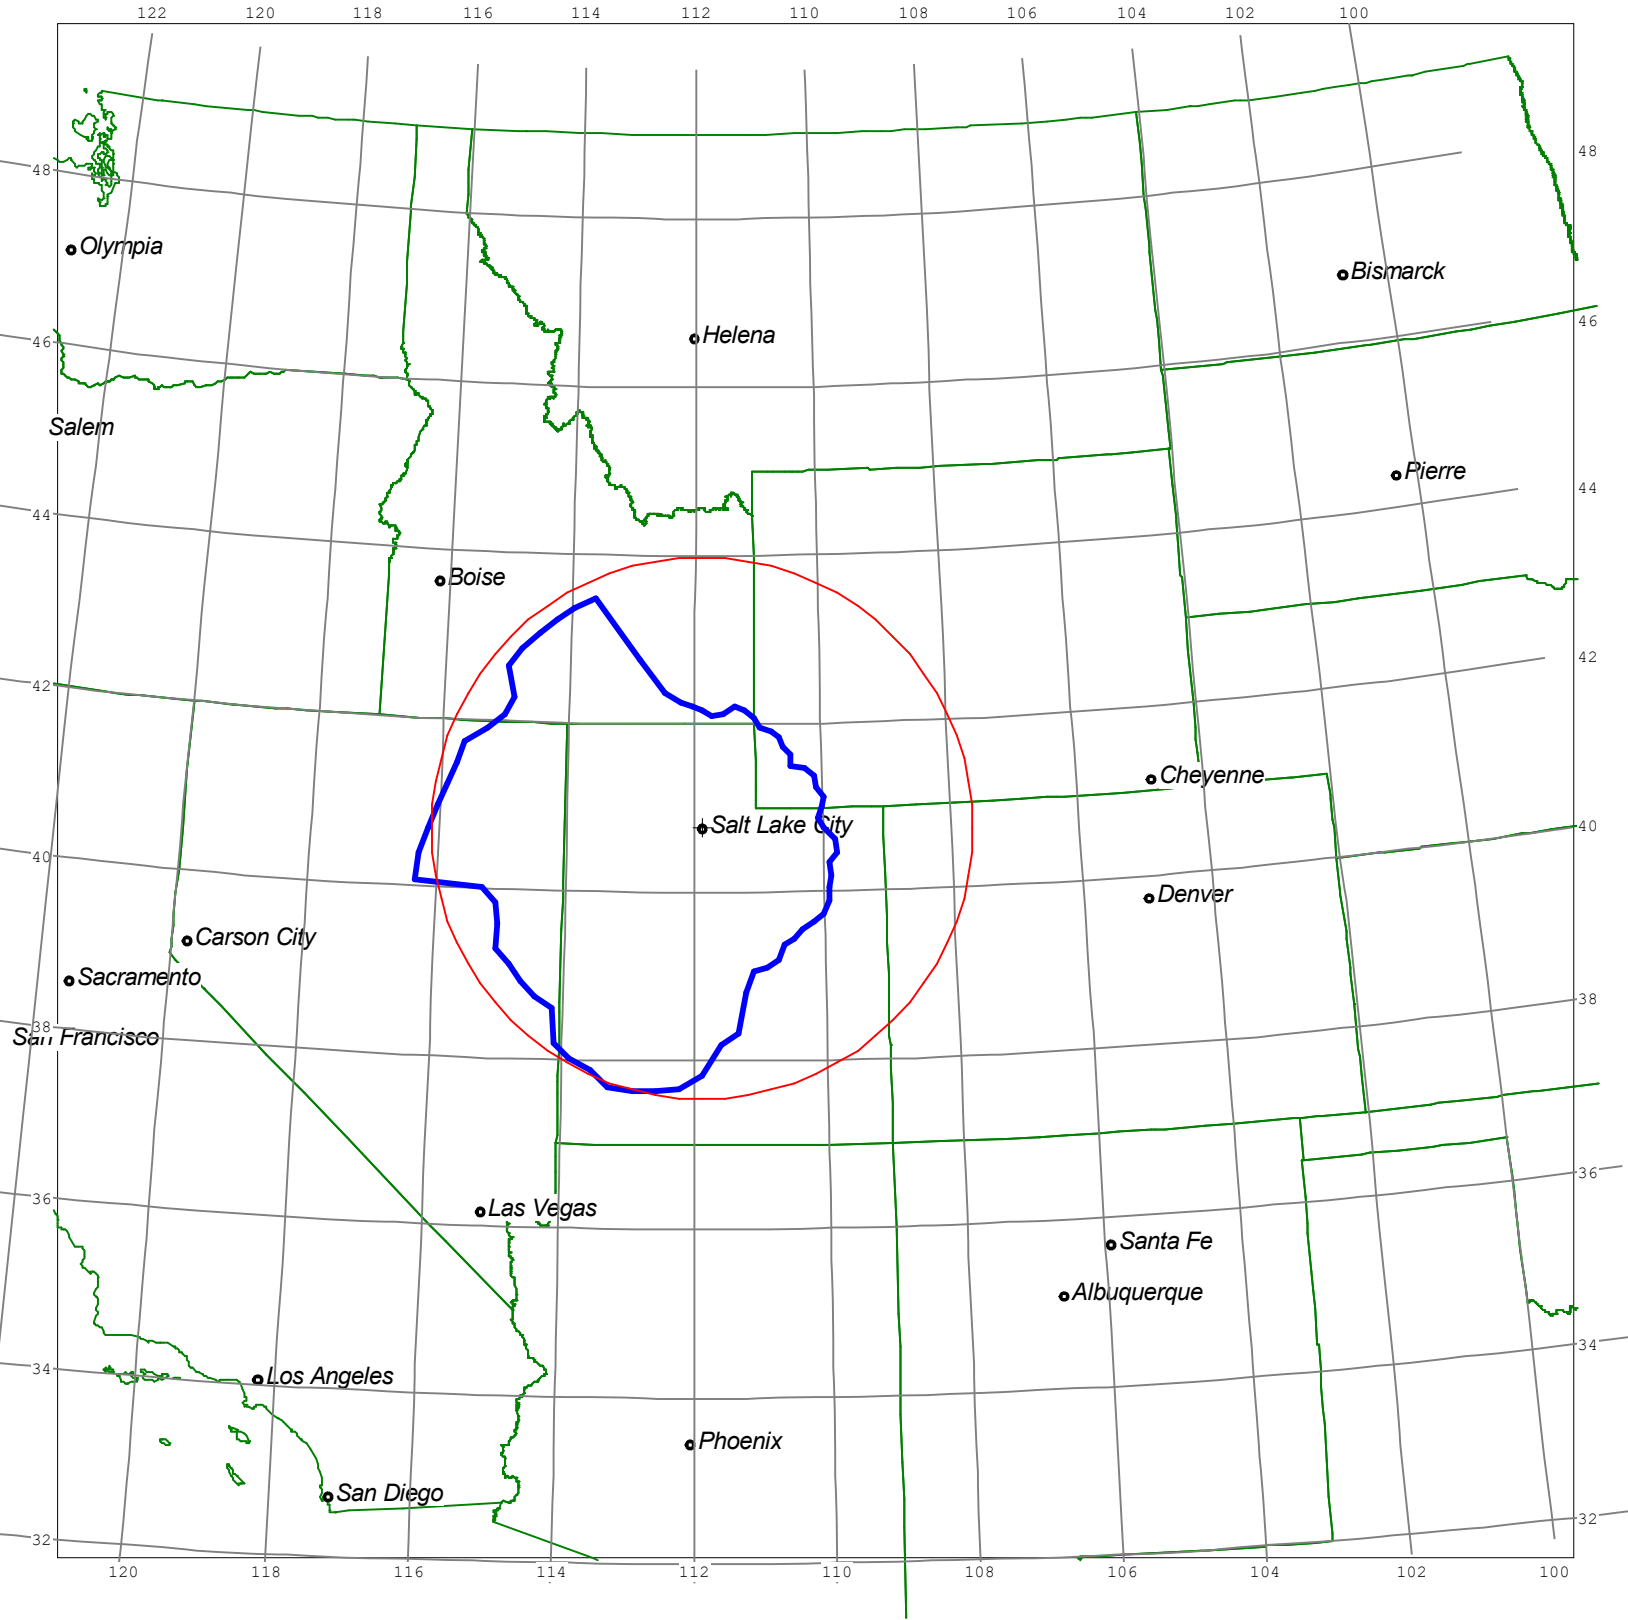 122 120 118 116 114 112 110 108 106 104 102 100
48 48
Olympia
Bismarck
46 46
Helena
Salem
Pierre
44 44
Boise
42 42
Cheyenne
Salt Lake City
40 40
Denver
Carson City
Sacramento
38 38
San Francisco
36 36
Las Vegas
Santa Fe
Albuquerque
34 34
Los Angeles
Phoenix
San Diego
32 32
120 118 116 114 112 110 108 106 104 102 100